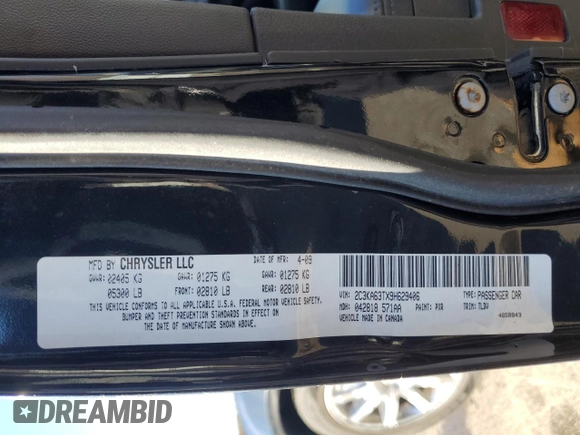 MFD BY CHRYSLER LLC DATE OF MFR: 4-09
GVWR: 02405 KG GAWR: 01275 KG GAWR: 01275 KG
05300 LB FRONT: 02810 LB REAR: 02810 LB
THIS VEHICLE CONFORMS TO ALL APPLICABLE U.S.A. FEDERAL MOTOR VEHICLE SAFETY,
BUMPER AND THEFT PREVENTION STANDARDS IN EFFECT ON
THE DATE OF MANUFACTURE SHOWN ABOVE.
VIN: 2C3KA63TX9H629406 TYPE: PASSENGER CAR
MDH: 042818 571AA PAINT: PXR TRIM: TLDV
VEHICLE MADE IN CANADA 4858843
DREAMBID